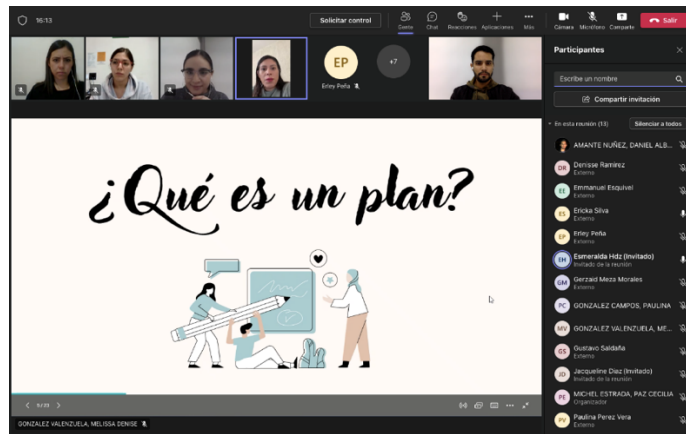 16:13
Solicitar control
Gente
Chat
Reacciones
Aplicaciones
Más
Cámara
Micrófono
Compartir
Salir
EP
Erley Peña
+7
¿Qué es un plan?
GONZALEZ VALENZUELA, MELISSA DENISE
Participantes
Escribe un nombre
Compartir invitación
En esta reunión (13)
Silenciar a todos
AMANTE NUÑEZ, DANIEL ALB...
DR
Denisse Ramirez
Externo
EE
Emmanuel Esquivel
Externo
ES
Ericka Silva
Externo
EP
Erley Peña
Externo
EH
Esmeralda Hdz (Invitado)
Invitado de la reunión
GM
Gerzaid Meza Morales
Externo
PC
GONZALEZ CAMPOS, PAULINA
MV
GONZALEZ VALENZUELA, ME...
GS
Gustavo Saldaña
Externo
JD
Jacqueline Diaz (Invitado)
Invitado de la reunión
PE
MICHEL ESTRADA, PAZ CECILIA
Organizador
PV
Paulina Perez Vera
Externo